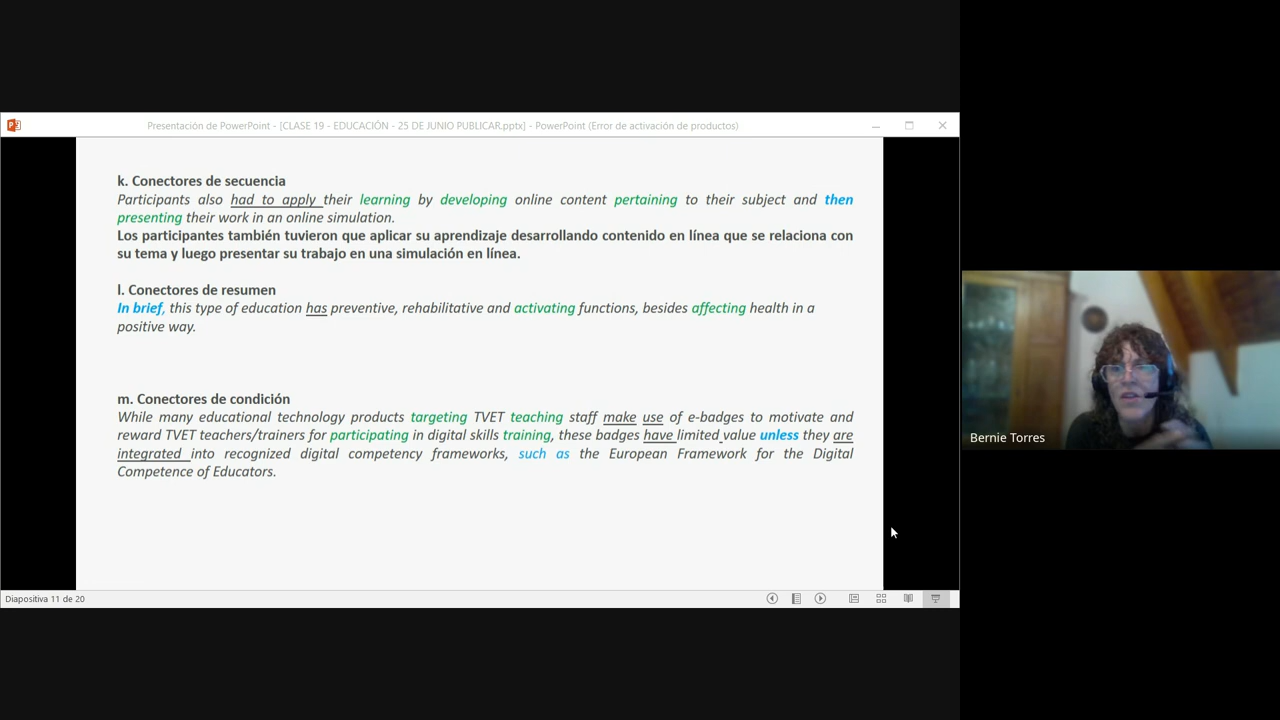 Presentación de PowerPoint - [CLASE 19 - EDUCACIÓN - 25 DE JUNIO PUBLICAR.pptx] - PowerPoint (Error de activación de productos)
k. Conectores de secuencia
Participants also had to apply their learning by developing online content pertaining to their subject and then
presenting their work in an online simulation.
Los participantes también tuvieron que aplicar su aprendizaje desarrollando contenido en línea que se relaciona con
su tema y luego presentar su trabajo en una simulación en línea.
l. Conectores de resumen
In brief, this type of education has preventive, rehabilitative and activating functions, besides affecting health in a
positive way.
m. Conectores de condición
While many educational technology products targeting TVET teaching staff make use of e-badges to motivate and
reward TVET teachers/trainers for participating in digital skills training, these badges have limited value unless they are
integrated into recognized digital competency frameworks, such as the European Framework for the Digital
Competence of Educators.
Diapositiva 11 de 20
Bernie Torres